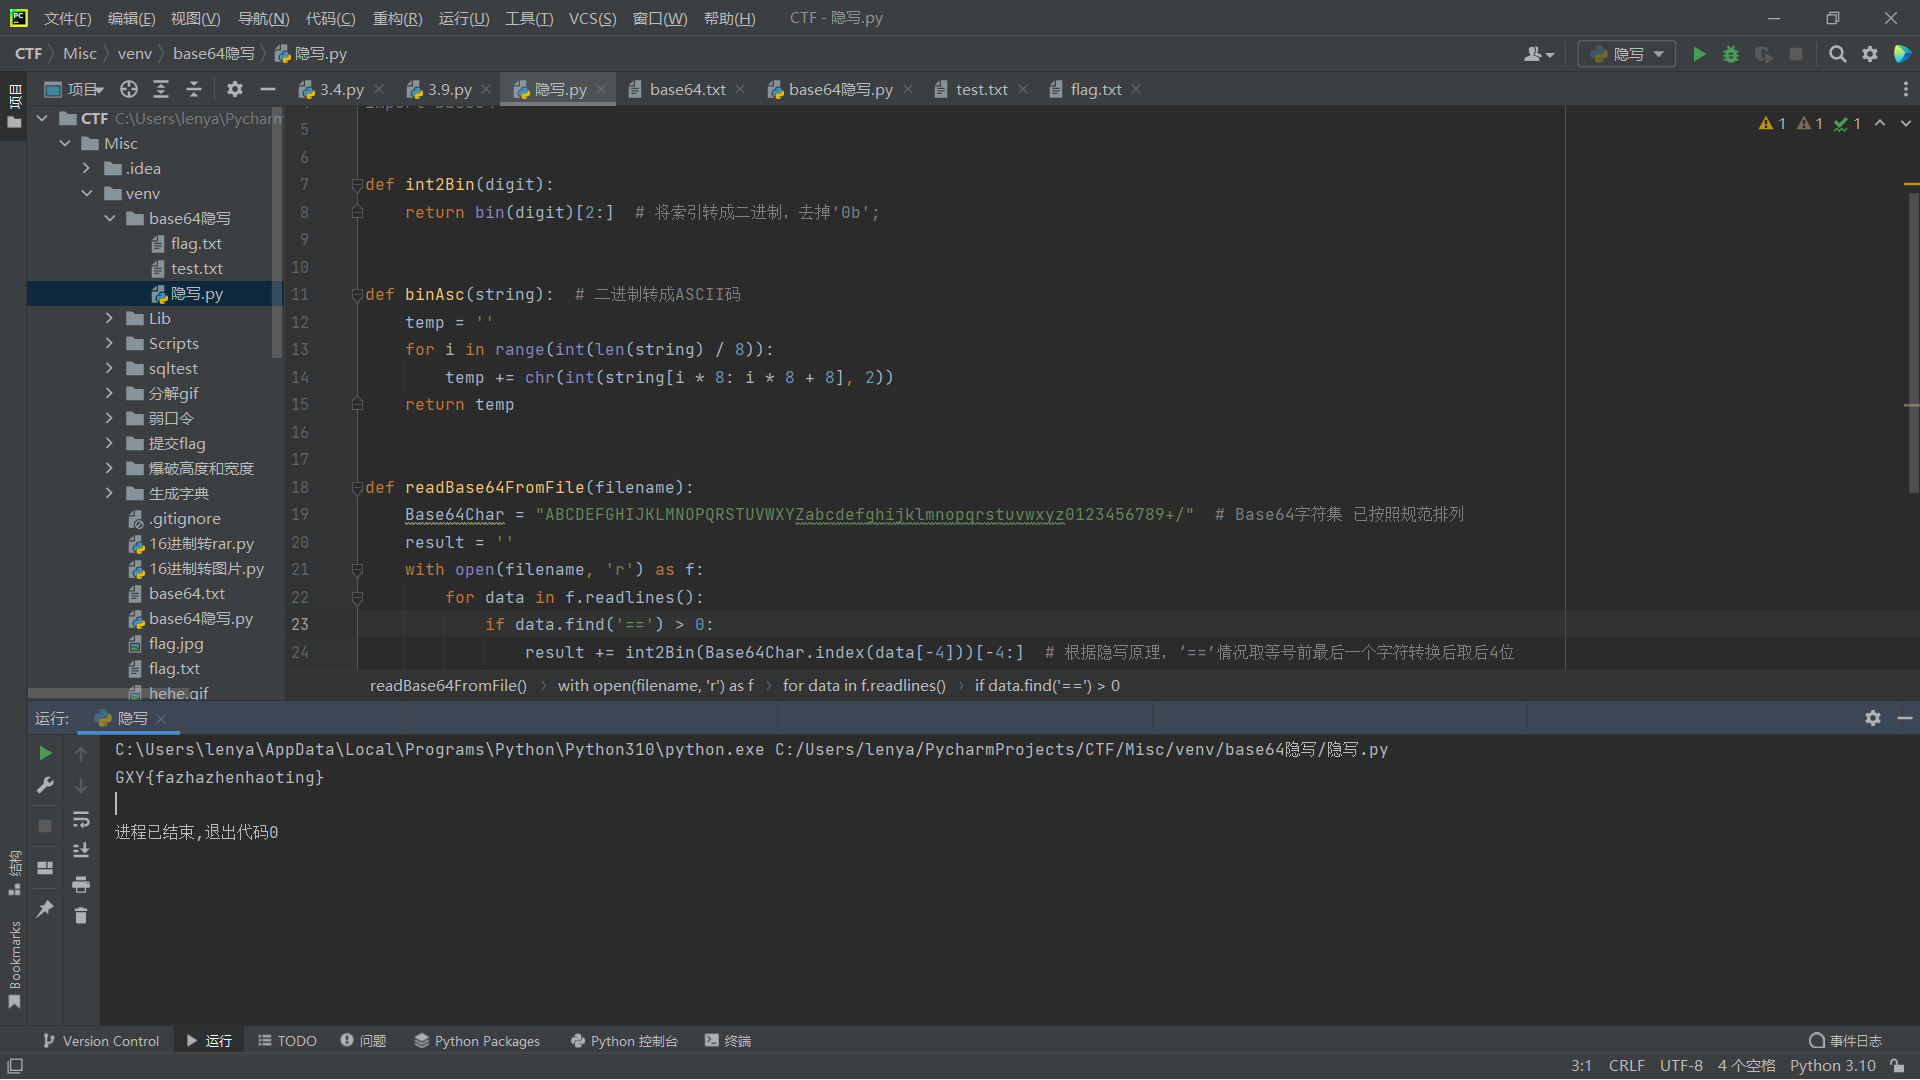 文件(F) 编辑(E) 视图(V) 导航(N) 代码(C) 重构(R) 运行(U) 工具(T) VCS(S) 窗口(W) 帮助(H) CTF - 隐写.py
CTF Misc venv base64隐写 隐写.py 隐写
项目 3.4.py 3.9.py 隐写.py base64.txt base64隐写.py test.txt flag.txt
项目
CTF C:\Users\lenya\Pycharm
Misc
.idea
venv
base64隐写
flag.txt
test.txt
隐写.py
Lib
Scripts
sqltest
分解gif
弱口令
提交flag
爆破高度和宽度
生成字典
.gitignore
16进制转rar.py
16进制转图片.py
base64.txt
base64隐写.py
flag.jpg
flag.txt
hehe.gif
1 1 1
5
6
7 def int2Bin(digit):
8 return bin(digit)[2:] # 将索引转成二进制，去掉'0b';
9
10
11 def binAsc(string): # 二进制转成ASCII码
12 temp = ''
13 for i in range(int(len(string) / 8)):
14 temp += chr(int(string[i * 8: i * 8 + 8], 2))
15 return temp
16
17
18 def readBase64FromFile(filename):
19 Base64Char = "ABCDEFGHIJKLMNOPQRSTUVWXYZabcdefghijklmnopqrstuvwxyz0123456789+/" # Base64字符集 已按照规范排列
20 result = ''
21 with open(filename, 'r') as f:
22 for data in f.readlines():
23 if data.find('==') > 0:
24 result += int2Bin(Base64Char.index(data[-4]))[-4:] # 根据隐写原理，‘==’情况取等号前最后一个字符转换后取后4位
readBase64FromFile() with open(filename, 'r') as f for data in f.readlines() if data.find('==') > 0
运行: 隐写
C:\Users\lenya\AppData\Local\Programs\Python\Python310\python.exe C:/Users/lenya/PycharmProjects/CTF/Misc/venv/base64隐写/隐写.py
GXY{fazhazhenhaoting}
进程已结束,退出代码0
结构
Bookmarks
Version Control 运行 TODO 问题 Python Packages Python 控制台 终端 事件日志
3:1 CRLF UTF-8 4 个空格 Python 3.10